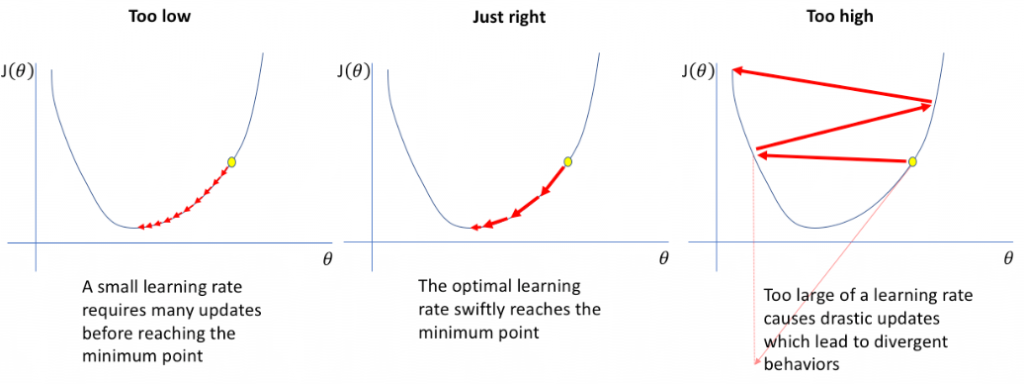 Too low
Just right
Too high
J(θ)
J(θ)
J(θ)
θ
θ
θ
A small learning rate
requires many updates
before reaching the
minimum point
The optimal learning
rate swiftly reaches the
minimum point
Too large of a learning rate
causes drastic updates
which lead to divergent
behaviors